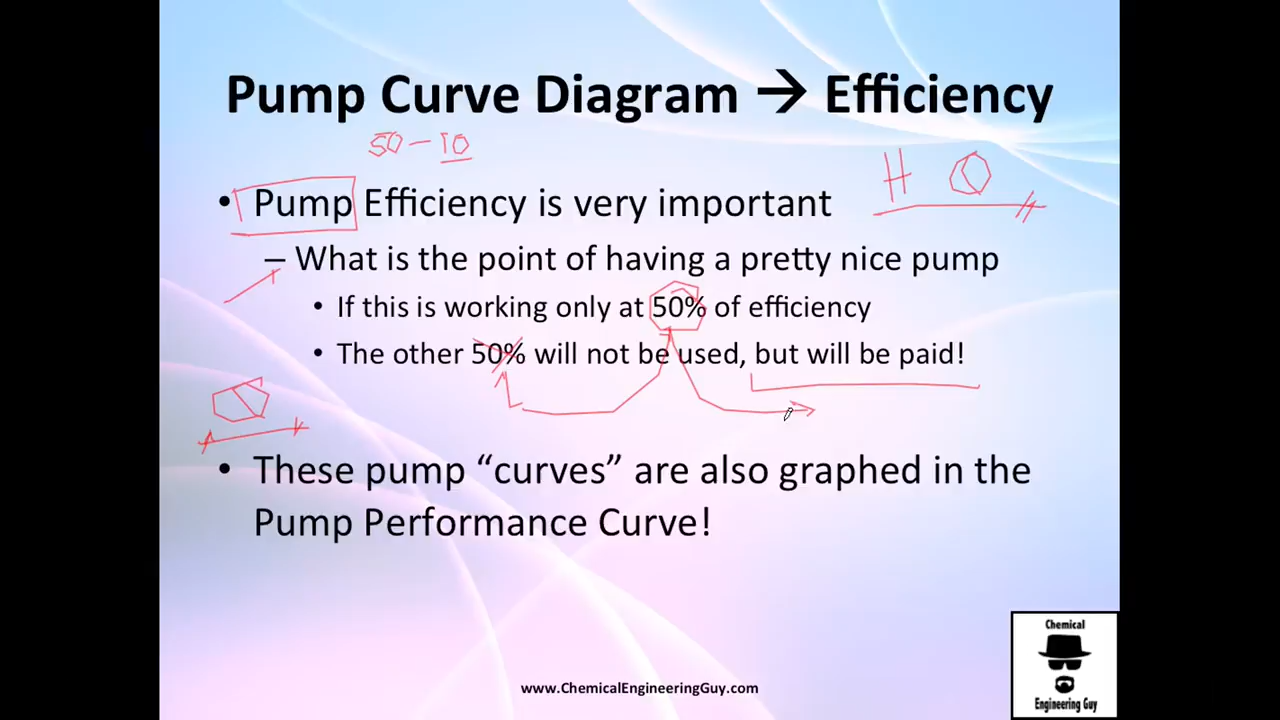 Pump Curve Diagram → Efficiency
50 - 10
H Q
• Pump Efficiency is very important
– What is the point of having a pretty nice pump
• If this is working only at 50% of efficiency
• The other 50% will not be used, but will be paid!
• These pump “curves” are also graphed in the
Pump Performance Curve!
Chemical
Engineering Guy
www.ChemicalEngineeringGuy.com